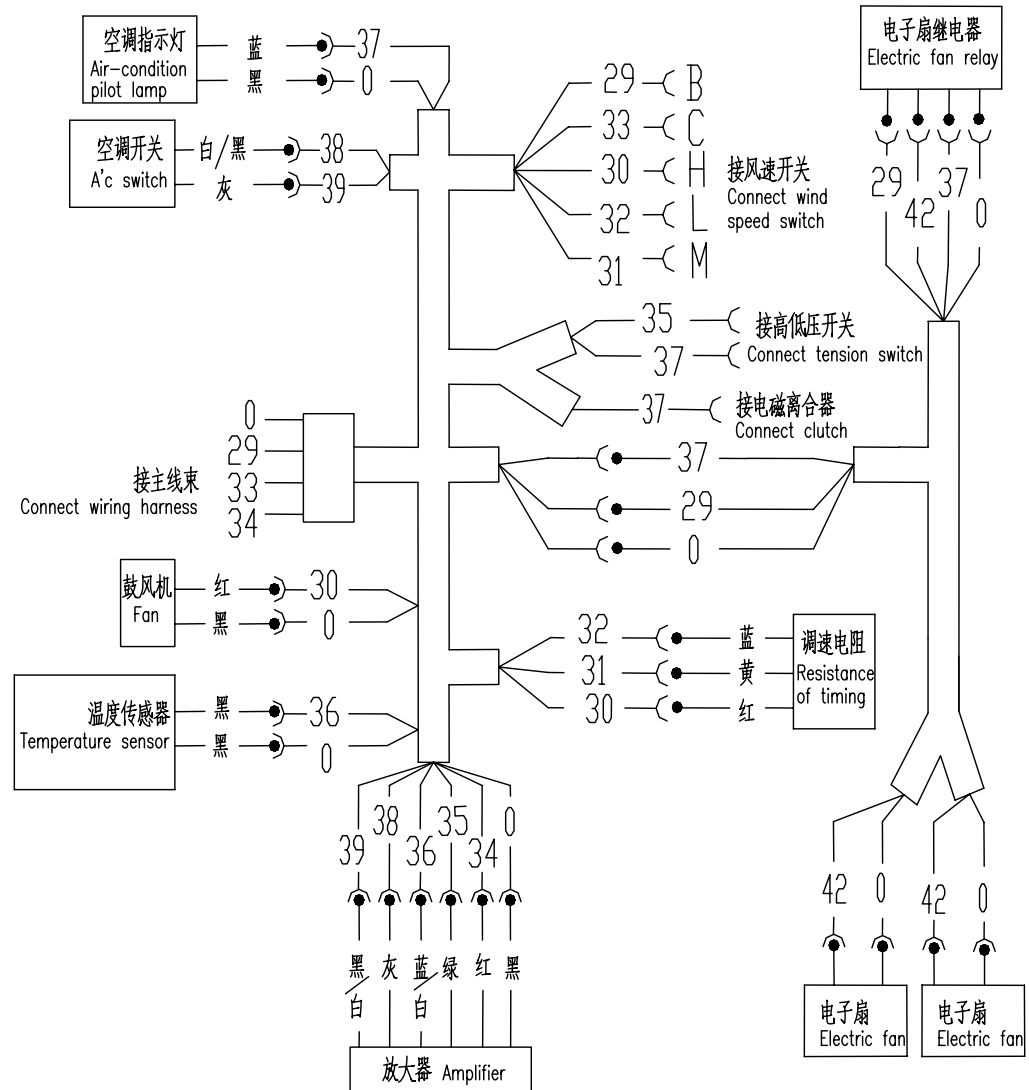 空调指示灯
Air-condition
pilot lamp
蓝 37
黑 0
空调开关
A'c switch
白/黑 38
灰 39
29 B
33 C
30 H
32 L
31 M
接风速开关
Connect wind
speed switch
电子扇继电器
Electric fan relay
29 42 37 0
35
37
接高低压开关
Connect tension switch
37
接电磁离合器
Connect clutch
0
29
33
34
接主线束
Connect wiring harness
37
29
0
鼓风机
Fan
红 30
黑 0
32 蓝
31 黄
30 红
调速电阻
Resistance
of timing
温度传感器
Temperature sensor
黑 36
黑 0
39 38 36 35 34 0
黑/白 灰 蓝/白 绿 红 黑
放大器 Amplifier
42 0 42 0
电子扇
Electric fan
电子扇
Electric fan